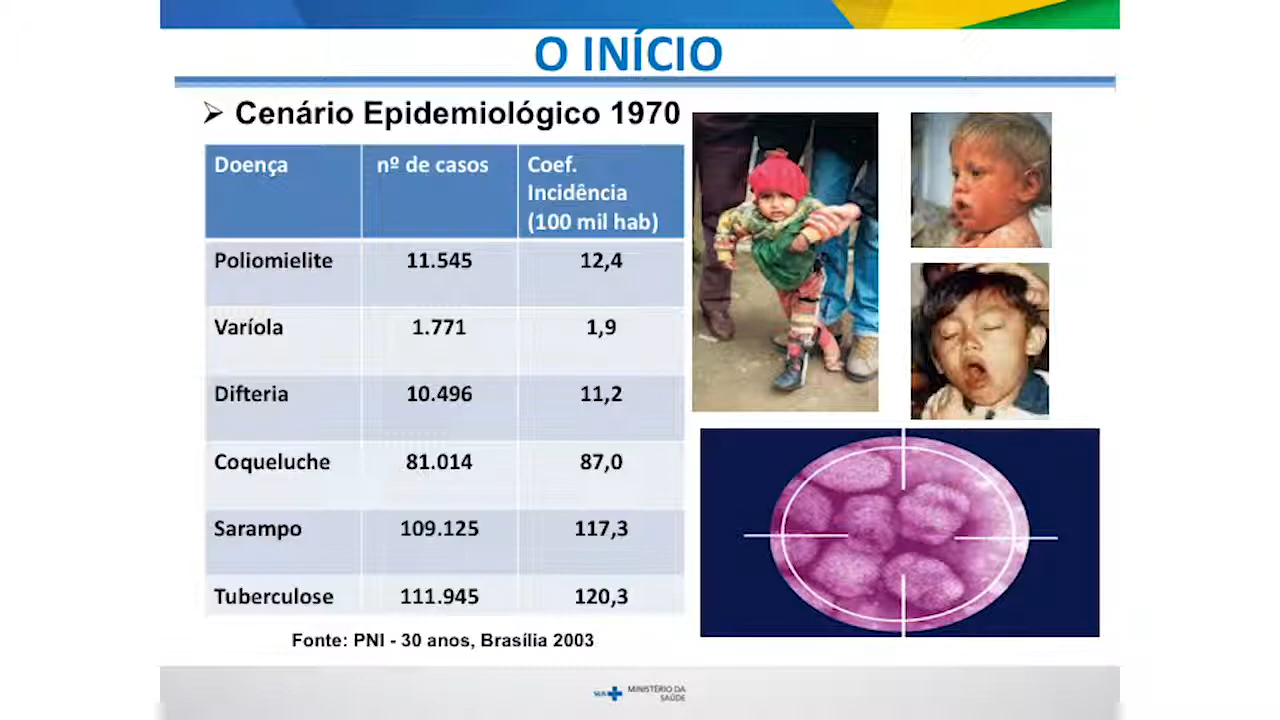 O INÍCIO
Cenário Epidemiológico 1970
Doença nº de casos Coef.
Incidência
(100 mil hab)
Poliomielite 11.545 12,4
Varíola 1.771 1,9
Difteria 10.496 11,2
Coqueluche 81.014 87,0
Sarampo 109.125 117,3
Tuberculose 111.945 120,3
Fonte: PNI - 30 anos, Brasília 2003
SUS MINISTÉRIO DA
SAÚDE